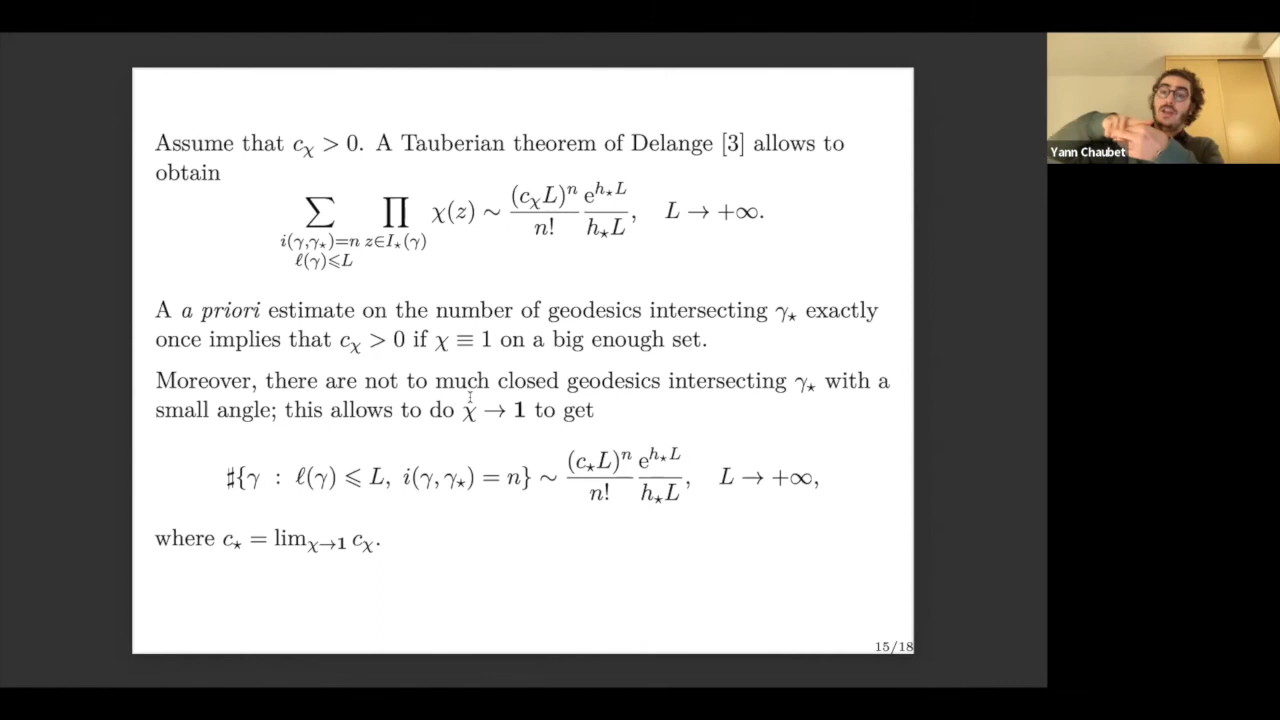 Assume that c_χ > 0. A Tauberian theorem of Delange [3] allows to
obtain
∑_{i(γ,γ⋆)=n, ℓ(γ)⩽L} ∏_{z∈I⋆(γ)} χ(z) ∼ (c_χ L)^n / n! · e^{h⋆L} / h⋆L, L → +∞.
A a priori estimate on the number of geodesics intersecting γ⋆ exactly
once implies that c_χ > 0 if χ ≡ 1 on a big enough set.
Moreover, there are not to much closed geodesics intersecting γ⋆ with a
small angle; this allows to do χ → 1 to get
♯{γ : ℓ(γ) ⩽ L, i(γ, γ⋆) = n} ∼ (c⋆L)^n / n! · e^{h⋆L} / h⋆L, L → +∞,
where c⋆ = lim_{χ→1} c_χ.
15/18
Yann Chaubet